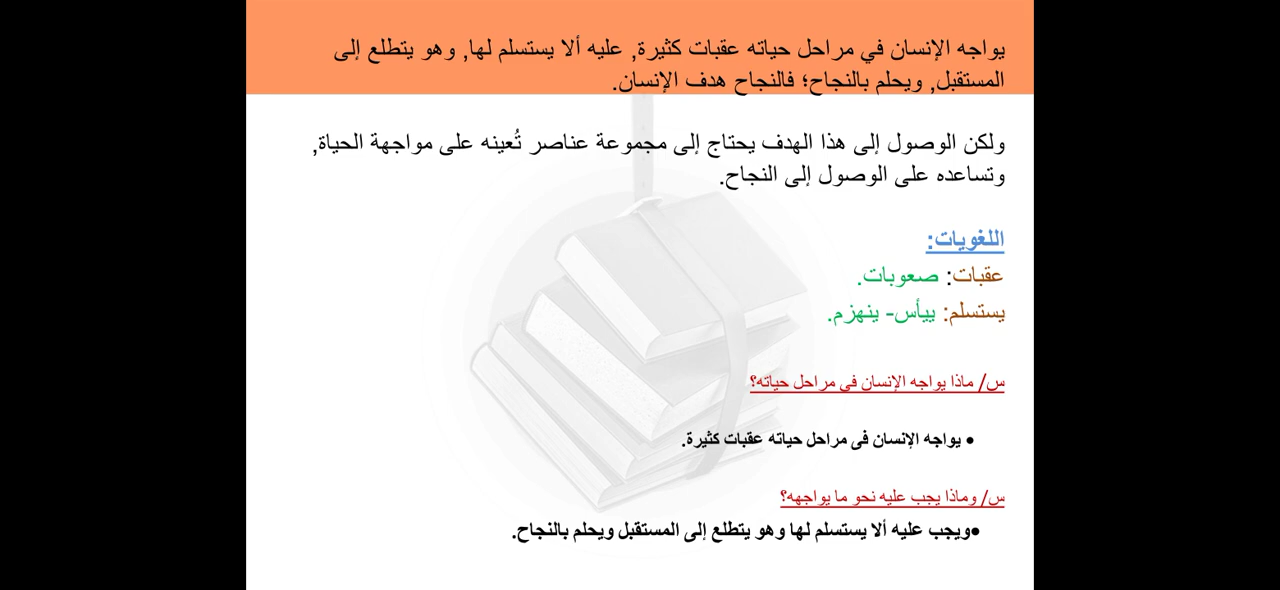 يواجه الإنسان في مراحل حياته عقبات كثيرة, عليه ألا يستسلم لها, وهو يتطلع إلى
المستقبل, ويحلم بالنجاح؛ فالنجاح هدف الإنسان.
ولكن الوصول إلى هذا الهدف يحتاج إلى مجموعة عناصر تُعينه على مواجهة الحياة,
وتساعده على الوصول إلى النجاح.
اللغويات:
عقبات: صعوبات.
يستسلم: ييأس- ينهزم.
س/ ماذا يواجه الإنسان فى مراحل حياته؟
• يواجه الإنسان فى مراحل حياته عقبات كثيرة.
س/ وماذا يجب عليه نحو ما يواجهه؟
•ويجب عليه ألا يستسلم لها وهو يتطلع إلى المستقبل ويحلم بالنجاح.